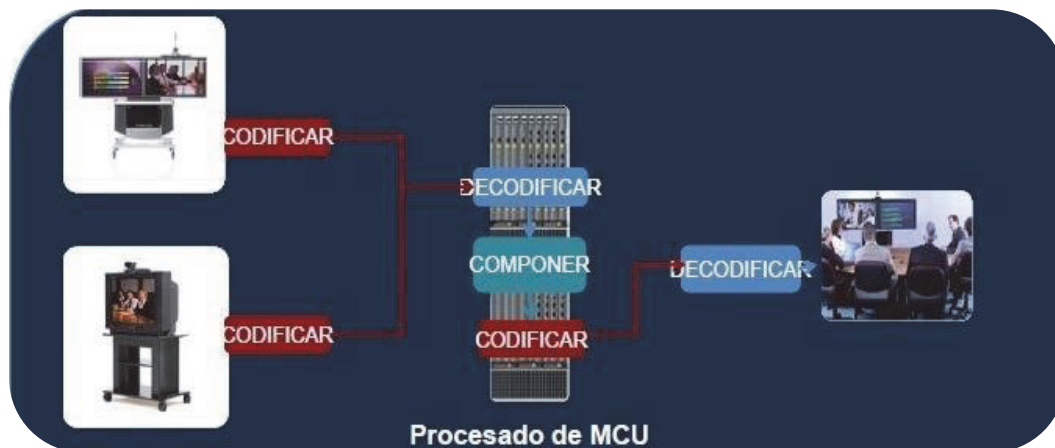 CODIFICAR
DECODIFICAR
COMPONER
DECODIFICAR
CODIFICAR
CODIFICAR
Procesado de MCU